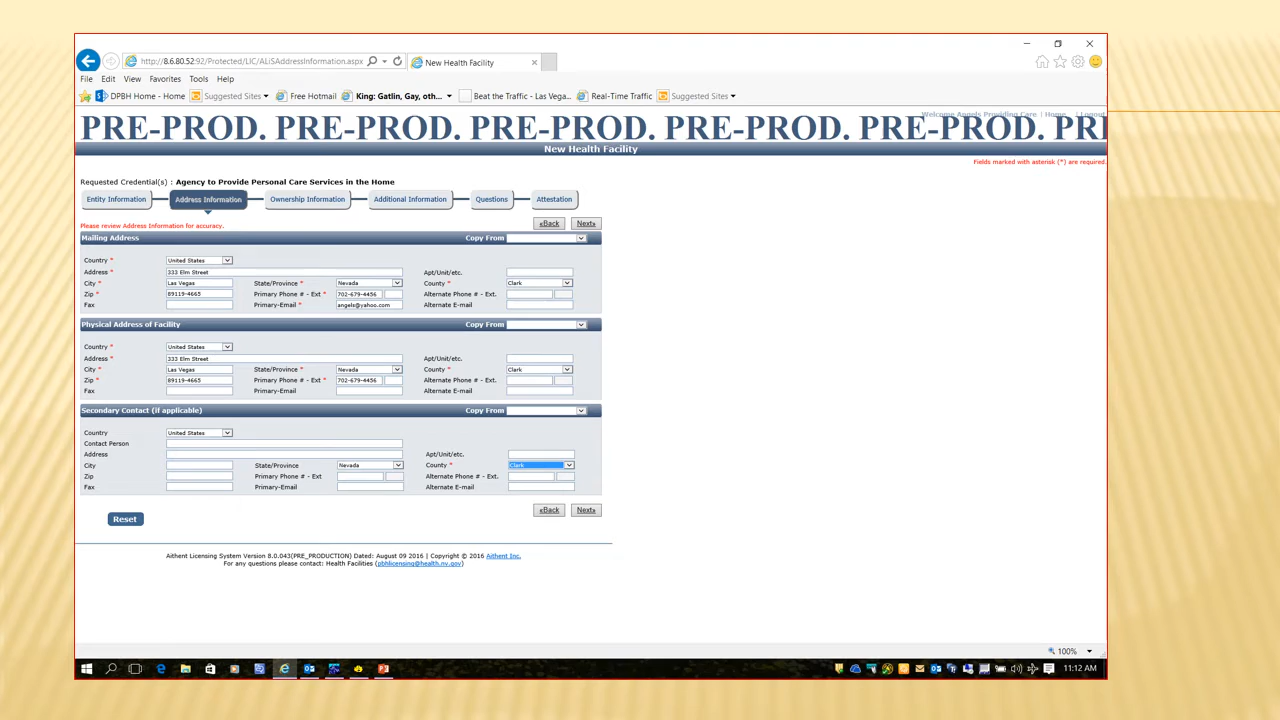 http://8.6.80.52:92/Protected/LIC/ALiSAddressInformation.aspx New Health Facility
File Edit View Favorites Tools Help
DPBH Home - Home Suggested Sites Free Hotmail King: Gatlin, Gay, oth... Beat the Traffic - Las Vega... Real-Time Traffic Suggested Sites
Welcome Angels Providing Care | Home | Logout
PRE-PROD. PRE-PROD. PRE-PROD. PRE-PROD. PRE-PROD. PRE
New Health Facility
Fields marked with asterisk (*) are required.
Requested Credential(s) : Agency to Provide Personal Care Services in the Home
Entity Information Address Information Ownership Information Additional Information Questions Attestation
«Back Next»
Please review Address Information for accuracy.
Mailing Address Copy From
Country * United States
Address * 333 Elm Street Apt/Unit/etc.
City * Las Vegas State/Province * Nevada County * Clark
Zip * 89119-4665 Primary Phone # - Ext * 702-679-4456 Alternate Phone # - Ext.
Fax Primary-Email * angels@yahoo.com Alternate E-mail
Physical Address of Facility Copy From
Country * United States
Address * 333 Elm Street Apt/Unit/etc.
City * Las Vegas State/Province * Nevada County * Clark
Zip * 89119-4665 Primary Phone # - Ext * 702-679-4456 Alternate Phone # - Ext.
Fax Primary-Email Alternate E-mail
Secondary Contact (if applicable) Copy From
Country United States
Contact Person
Address Apt/Unit/etc.
City State/Province Nevada County * Clark
Zip Primary Phone # - Ext Alternate Phone # - Ext.
Fax Primary-Email Alternate E-mail
«Back Next»
Reset
Aithent Licensing System Version 8.0.043(PRE_PRODUCTION) Dated: August 09 2016 | Copyright © 2016 Aithent Inc.
For any questions please contact: Health Facilities (pbhlicensing@health.nv.gov)
100%
11:12 AM